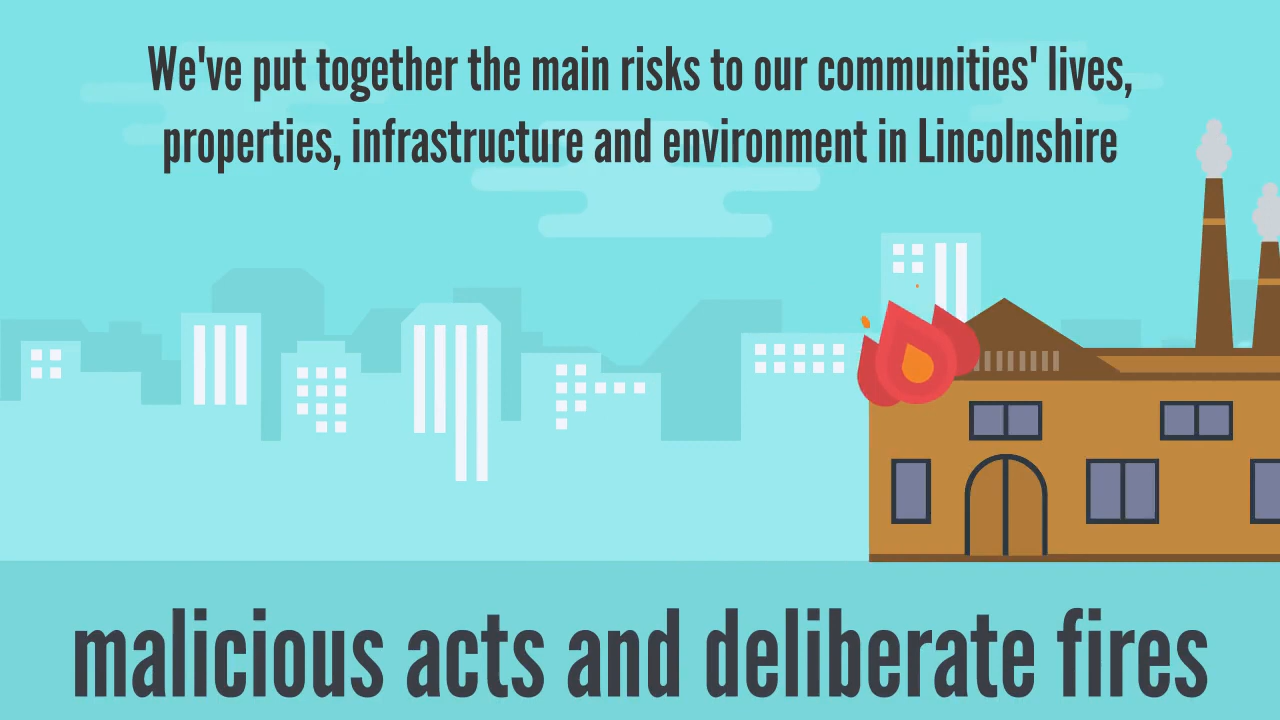 We've put together the main risks to our communities' lives,
properties, infrastructure and environment in Lincolnshire
malicious acts and deliberate fires